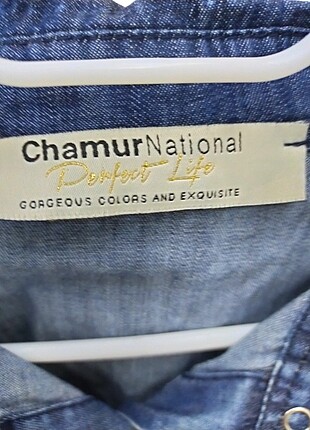 ChamurNational
Perfect Life
GORGEOUS COLORS AND EXQUISITE